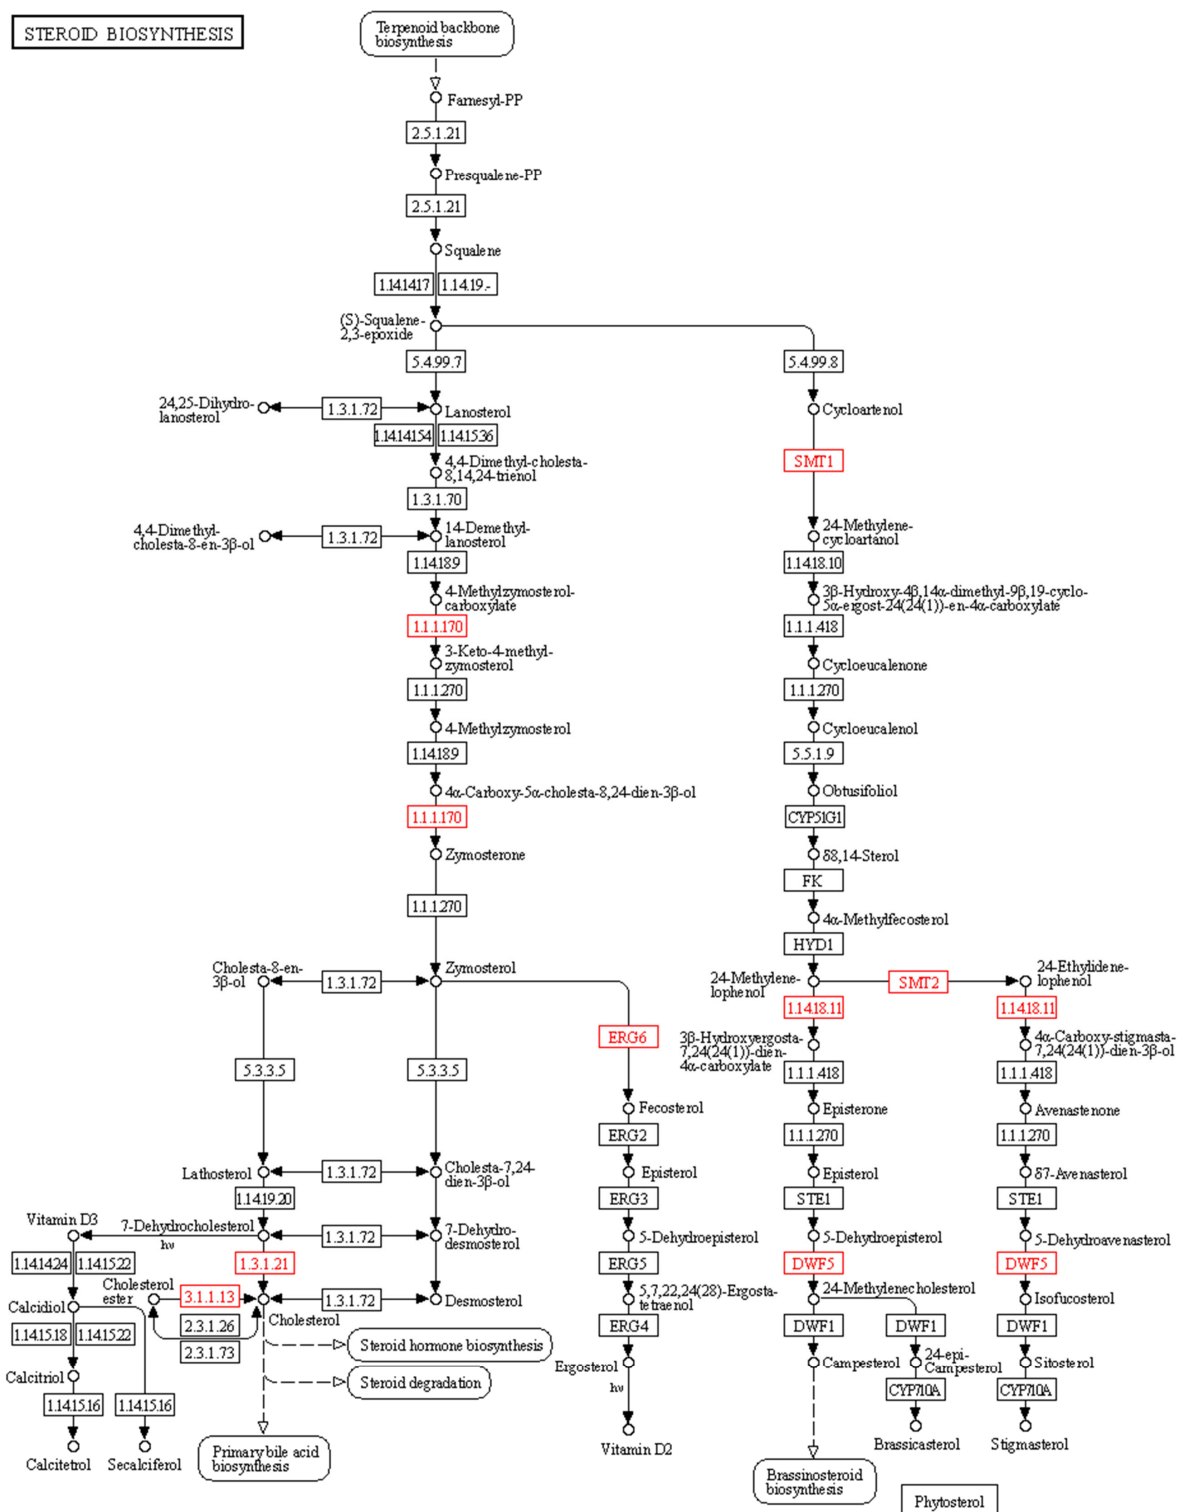 STEROID BIOSYNTHESIS
Terpenoid backbone
biosynthesis
Farnesyl-PP
2.5.1.21
Presqualene-PP
2.5.1.21
Squalene
1.14.14.17 1.14.19.-
(S)-Squalene-
2,3-epoxide
5.4.99.7
5.4.99.8
24,25-Dihydro-
lanosterol
1.3.1.72
Lanosterol
Cycloartenol
1.14.14.154 1.14.15.36
SMT1
4,4-Dimethyl-cholesta-
8,14,24-trienol
1.3.1.70
4,4-Dimethyl-
cholesta-8-en-3β-ol
1.3.1.72
14-Demethyl-
lanosterol
24-Methylene-
cycloartanol
1.14.18.9
1.14.18.10
4-Methylzymosterol-
carboxylate
3β-Hydroxy-4β,14α-dimethyl-9β,19-cyclo-
5α-ergost-24(24(1))-en-4α-carboxylate
1.1.1.170
1.1.1.418
3-Keto-4-methyl-
zymosterol
Cycloeucalenone
1.1.1.270
1.1.1.270
4-Methylzymosterol
Cycloeucalenol
1.14.18.9
5.5.1.9
4α-Carboxy-5α-cholesta-8,24-dien-3β-ol
Obtusifoliol
1.1.1.170
CYP51G1
Zymosterone
δ8,14-Sterol
FK
1.1.1.270
4α-Methylfecosterol
HYD1
Cholesta-8-en-
3β-ol
1.3.1.72
Zymosterol
24-Methylene-
lophenol
SMT2
24-Ethylidene-
lophenol
1.14.18.11
1.14.18.11
ERG6
3β-Hydroxyergosta-
7,24(24(1))-dien-
4α-carboxylate
4α-Carboxy-stigmasta-
7,24(24(1))-dien-3β-ol
5.3.3.5
5.3.3.5
1.1.1.418
1.1.1.418
Fecosterol
Episterone
Avenastenone
ERG2
1.1.1.270
1.1.1.270
Lathosterol
1.3.1.72
Cholesta-7,24-
dien-3β-ol
Episterol
Episterol
δ7-Avenasterol
1.14.19.20
ERG3
STE1
STE1
Vitamin D3
7-Dehydrocholesterol
hν
1.3.1.72
7-Dehydro-
desmosterol
5-Dehydroepisterol
5-Dehydroepisterol
5-Dehydroavenasterol
1.14.14.24 1.14.15.22
1.3.1.21
ERG5
DWF5
DWF5
Cholesterol
ester
3.1.1.13
Calcidiol
Cholesterol
1.3.1.72
Desmosterol
5,7,22,24(28)-Ergosta-
tetraenol
24-Methylenecholesterol
Isofucosterol
1.14.15.18 1.14.15.22
2.3.1.26
2.3.1.73
ERG4
DWF1
DWF1
DWF1
Steroid hormone biosynthesis
Calcitriol
Steroid degradation
Ergosterol
hν
Campesterol
24-epi-
Campesterol
Sitosterol
1.14.15.16 1.14.15.16
CYP710A
CYP710A
Calcitetrol
Secalciferol
Primary bile acid
biosynthesis
Vitamin D2
Brassicasterol
Stigmasterol
Brassinosteroid
biosynthesis
Phytosterol